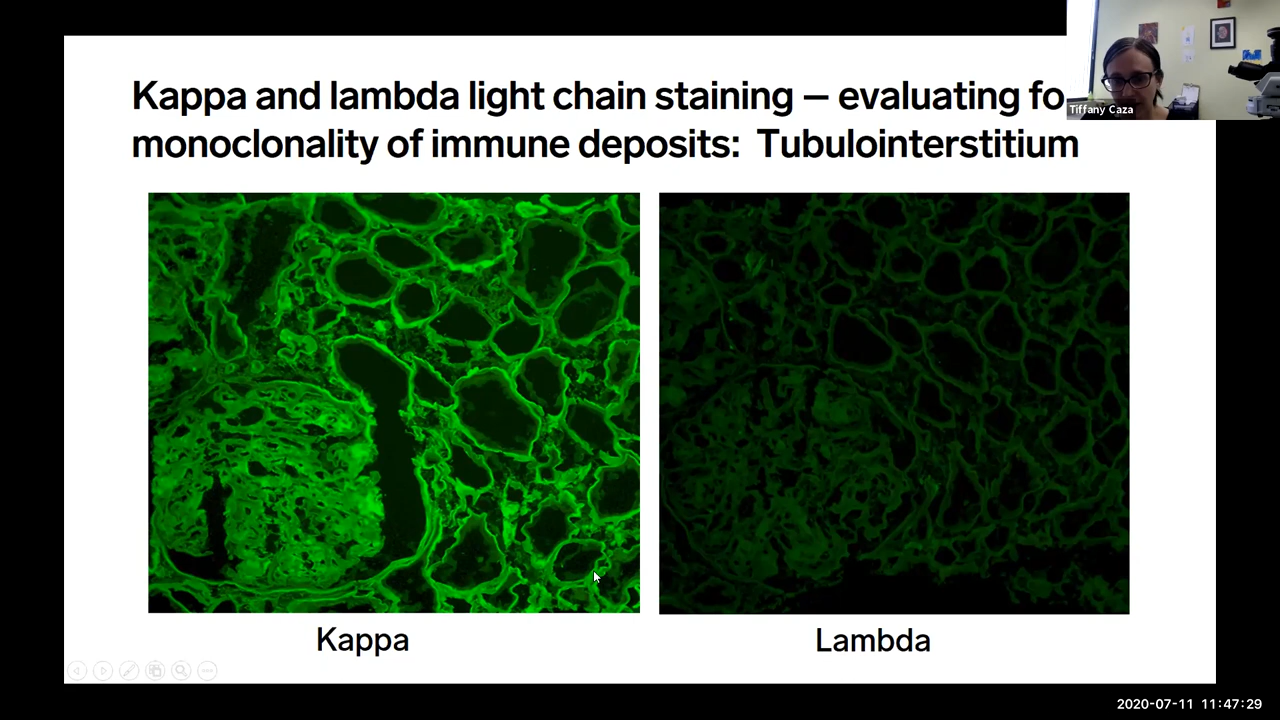 Kappa and lambda light chain staining – evaluating fo
monoclonality of immune deposits: Tubulointerstitium
Tiffany Caza
Kappa
Lambda
2020-07-11 11:47:29